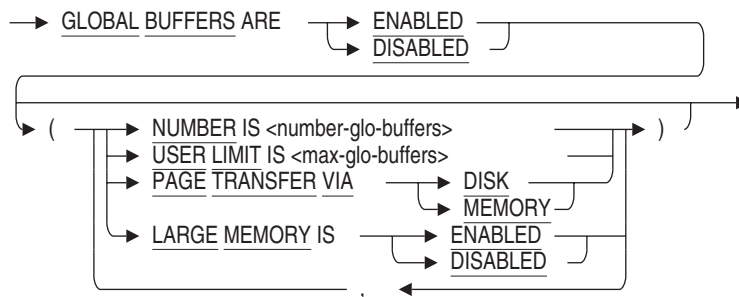 GLOBAL BUFFERS ARE ENABLED
DISABLED
( NUMBER IS <number-glo-buffers> )
USER LIMIT IS <max-glo-buffers>
PAGE TRANSFER VIA DISK
MEMORY
LARGE MEMORY IS ENABLED
DISABLED
,